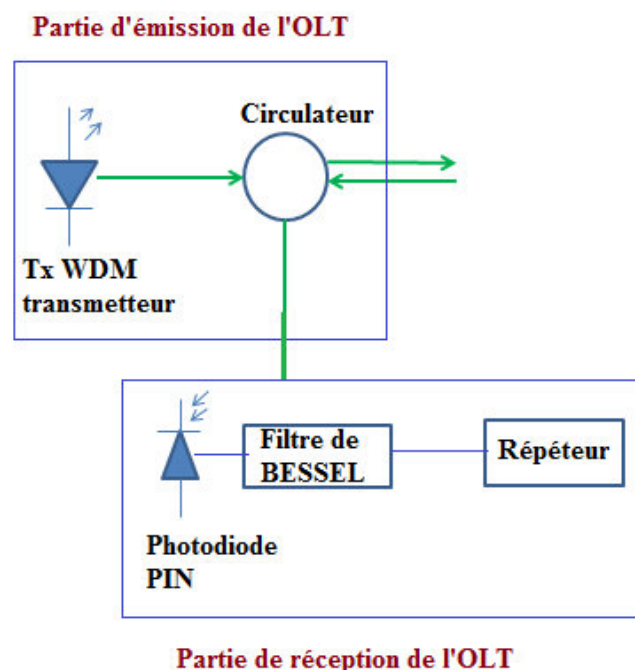 Partie d'émission de l'OLT
Circulateur
Tx WDM
transmetteur
Filtre de
BESSEL
Répéteur
Photodiode
PIN
Partie de réception de l'OLT